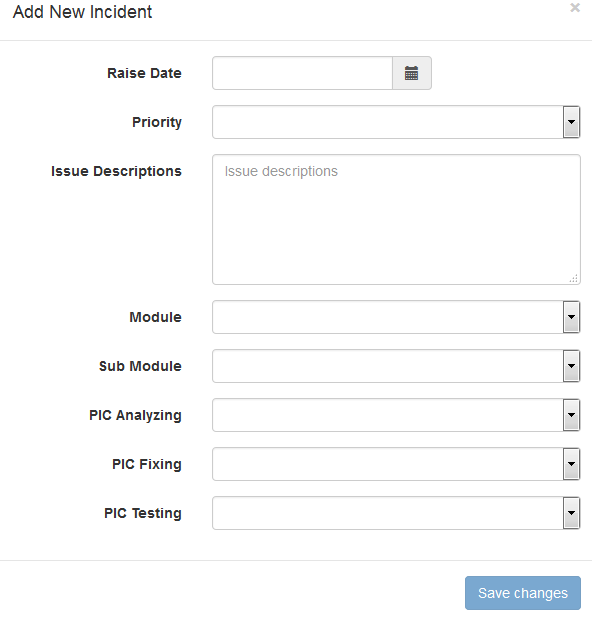 Add New Incident ×
Raise Date
Priority
Issue Descriptions
Issue descriptions
Module
Sub Module
PIC Analyzing
PIC Fixing
PIC Testing
Save changes